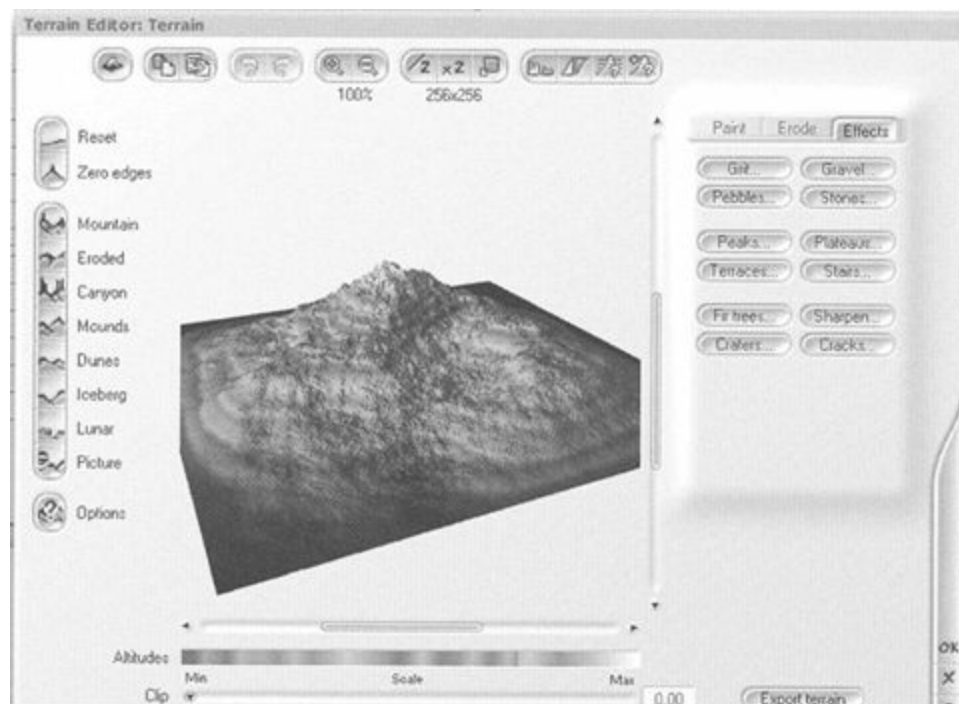 Terrain Editor: Terrain
/2 x2
100% 256x256
Reset
Zero edges
Mountain
Eroded
Canyon
Mounds
Dunes
Iceberg
Lunar
Picture
Options
Paint Erode Effects
Grit... Gravel...
Pebbles... Stones...
Peaks... Plateaus...
Terraces... Stairs...
Fir trees... Sharpen...
Craters... Cracks...
Altitudes
Min Scale Max
Clip 0.00 Export terrain
OK